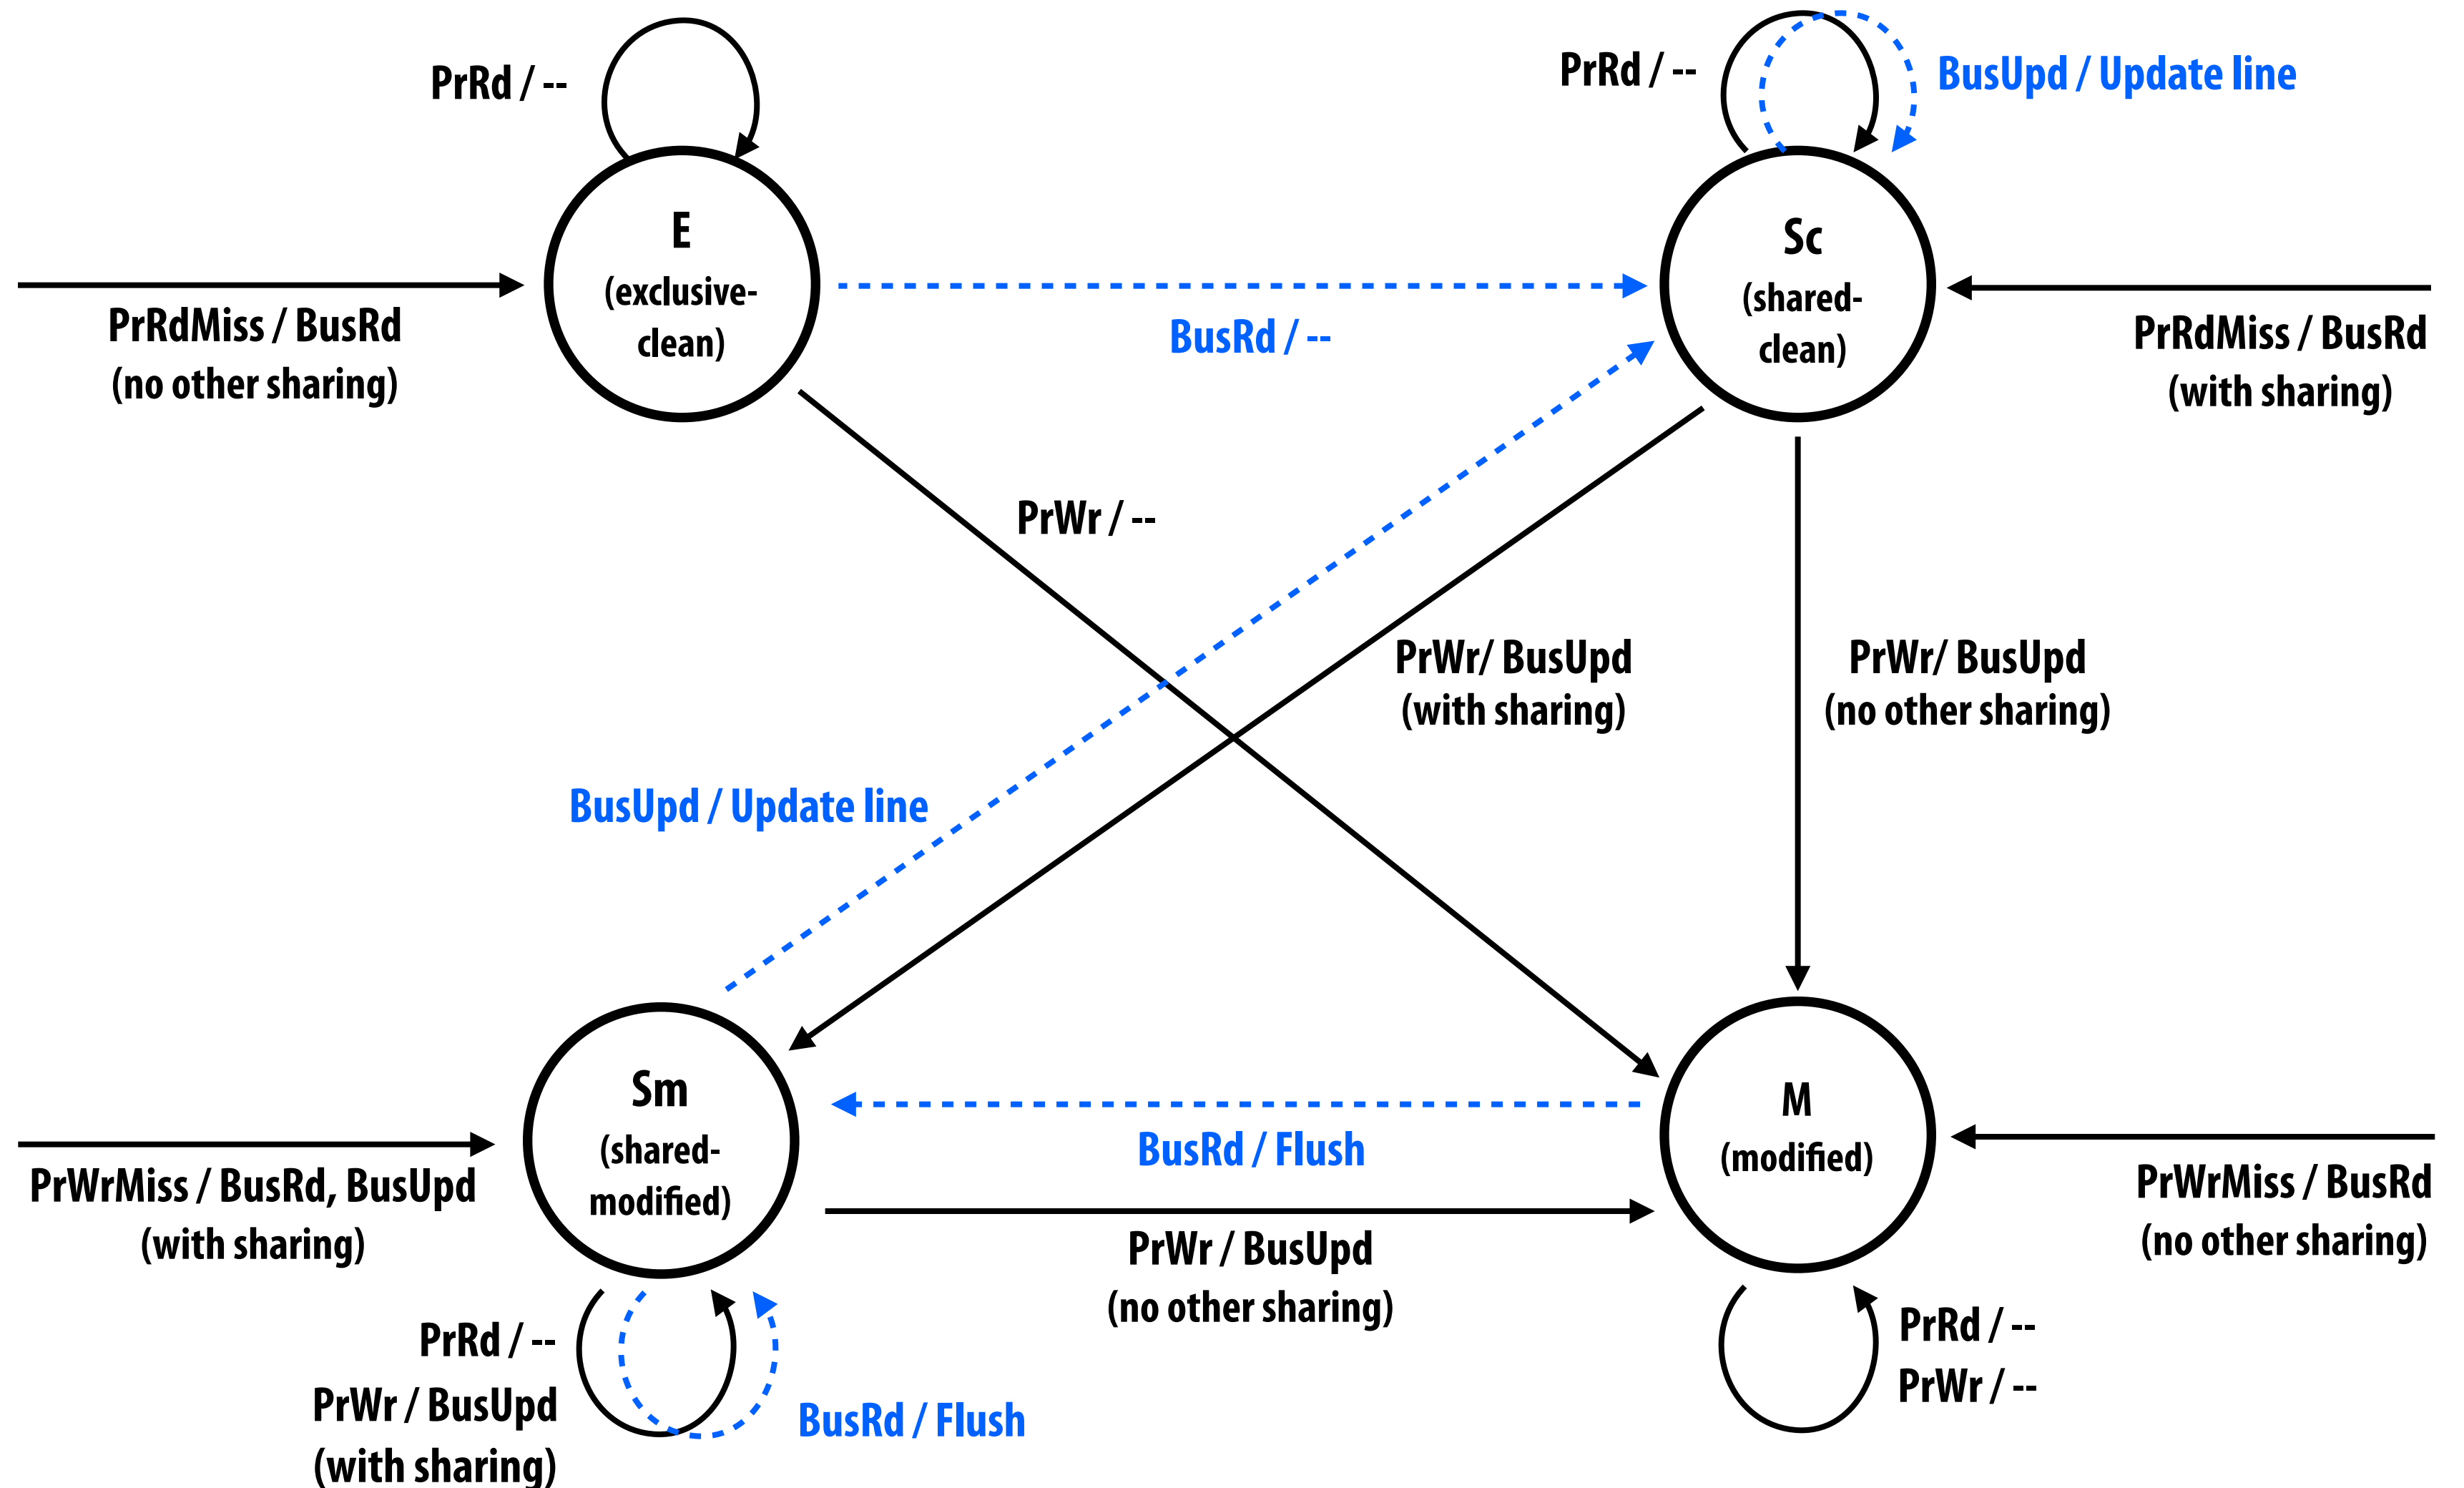 PrRd / --
PrRd / --
BusUpd / Update line
E
(exclusive-
clean)
Sc
(shared-
clean)
PrRdMiss / BusRd
(no other sharing)
BusRd / --
PrRdMiss / BusRd
(with sharing)
PrWr / --
PrWr/ BusUpd
(with sharing)
PrWr/ BusUpd
(no other sharing)
BusUpd / Update line
Sm
(shared-
modified)
M
(modified)
BusRd / Flush
PrWrMiss / BusRd, BusUpd
(with sharing)
PrWrMiss / BusRd
(no other sharing)
PrWr / BusUpd
(no other sharing)
PrRd / --
PrWr / BusUpd
(with sharing)
BusRd / Flush
PrRd / --
PrWr / --